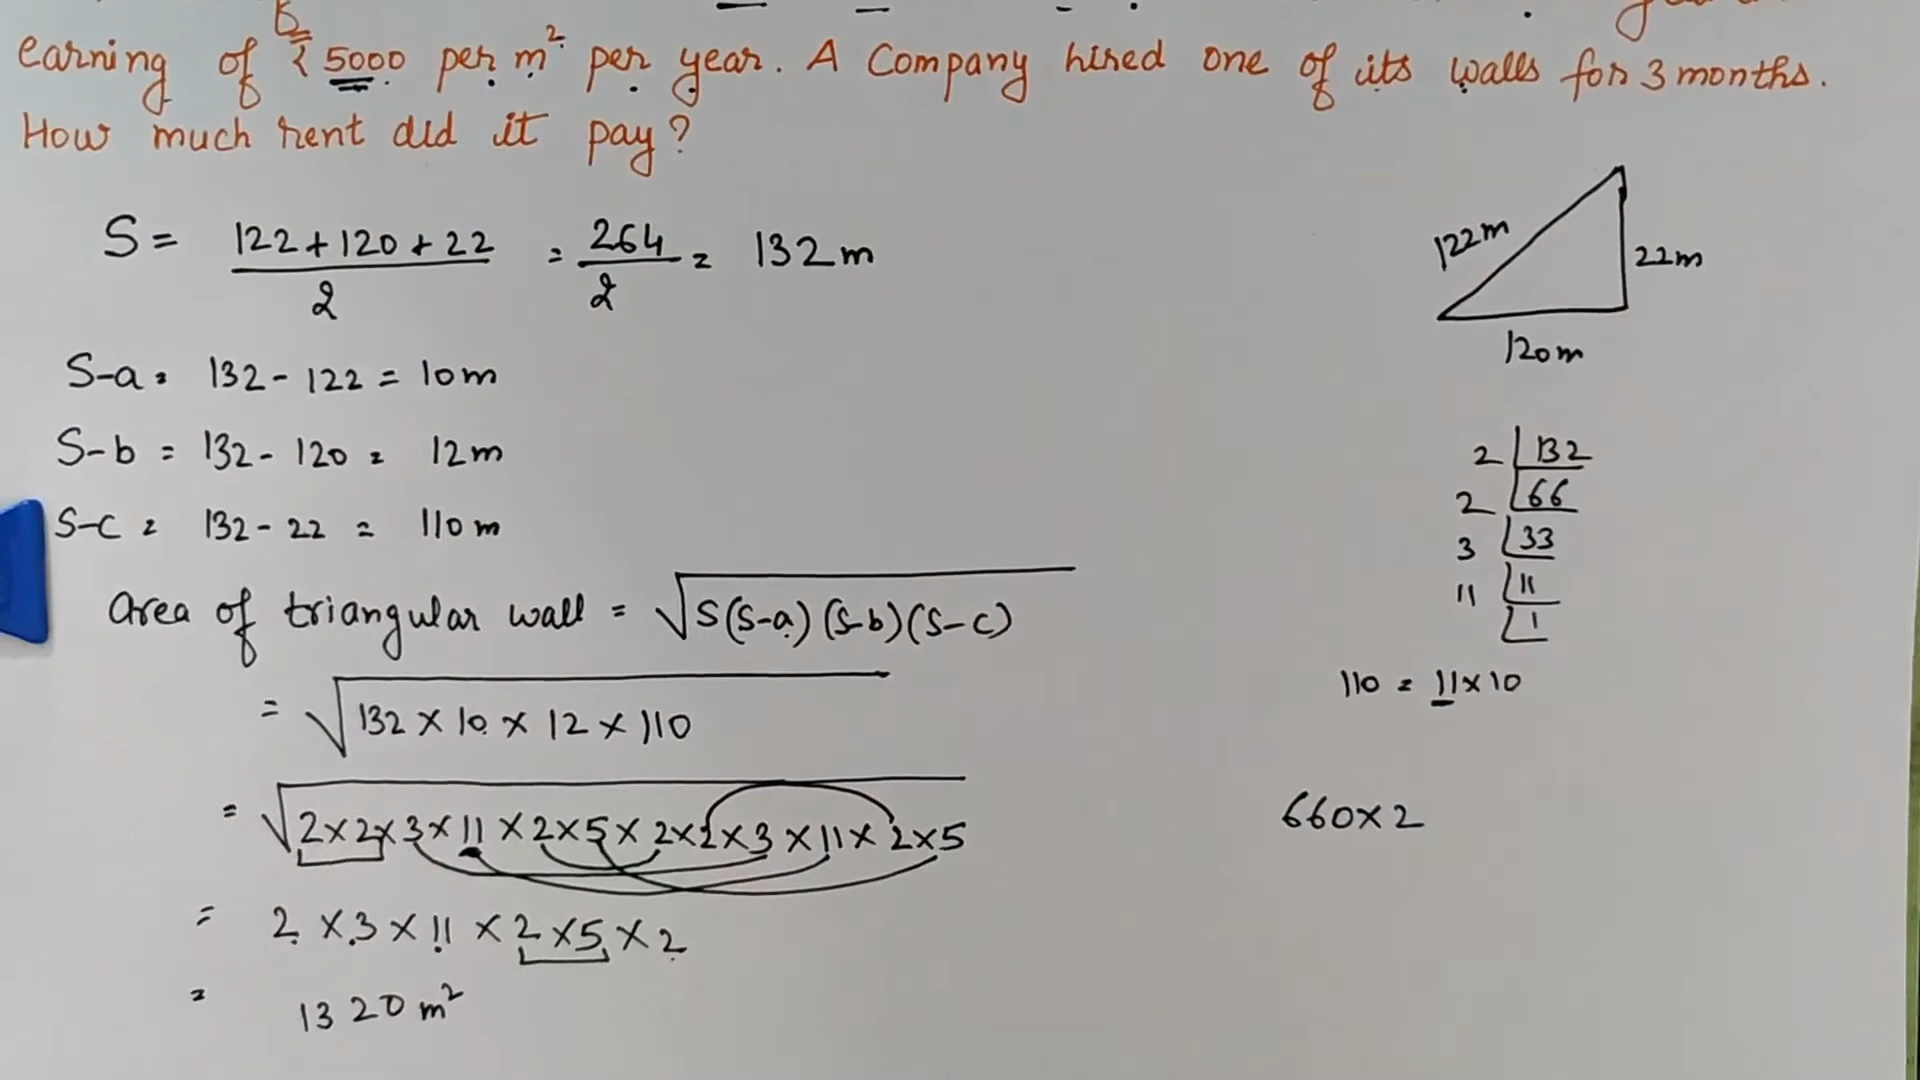 earning of ₹ 5000 per m² per year. A Company hired one of its walls for 3 months.
How much rent did it pay?
S = (122 + 120 + 22)/2 = 264/2 = 132 m
122m
22m
120m
S-a = 132 - 122 = 10m
S-b = 132 - 120 = 12m
S-c = 132 - 22 = 110 m
2 | 132
2 | 66
3 | 33
11 | 11
1
area of triangular wall = √S(S-a)(S-b)(S-c)
= √132 × 10 × 12 × 110
110 = 11×10
= √2×2×3×11×2×5×2×2×3×11×2×5
660×2
= 2 × 3 × 11 × 2 × 5 × 2
= 1320 m²